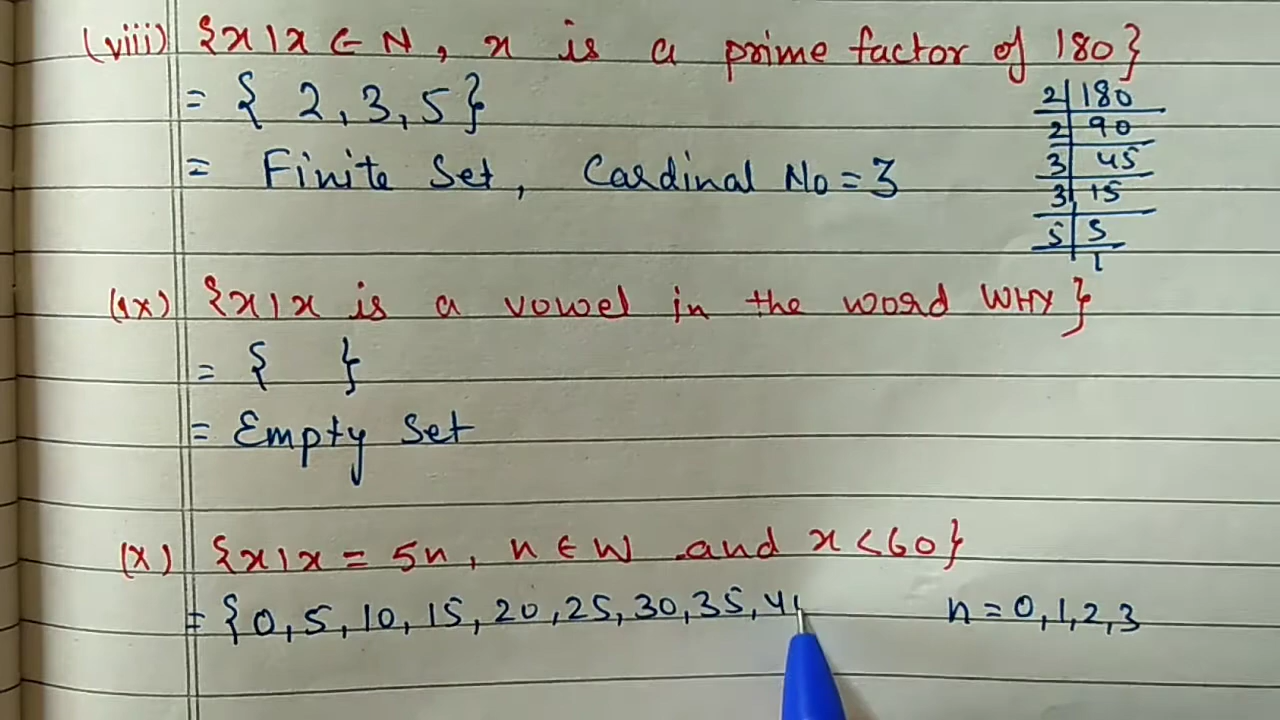 (viii) {x|x ∈ N, x is a prime factor of 180}
= { 2, 3, 5}
= Finite Set, Cardinal No = 3
2|180
2|90
3|45
3|15
5|5
1
(ix) {x|x is a vowel in the word WHY}
= { }
= Empty Set
(x) {x|x = 5n, n ∈ W and x < 60}
= {0, 5, 10, 15, 20, 25, 30, 35, 4
n = 0, 1, 2, 3